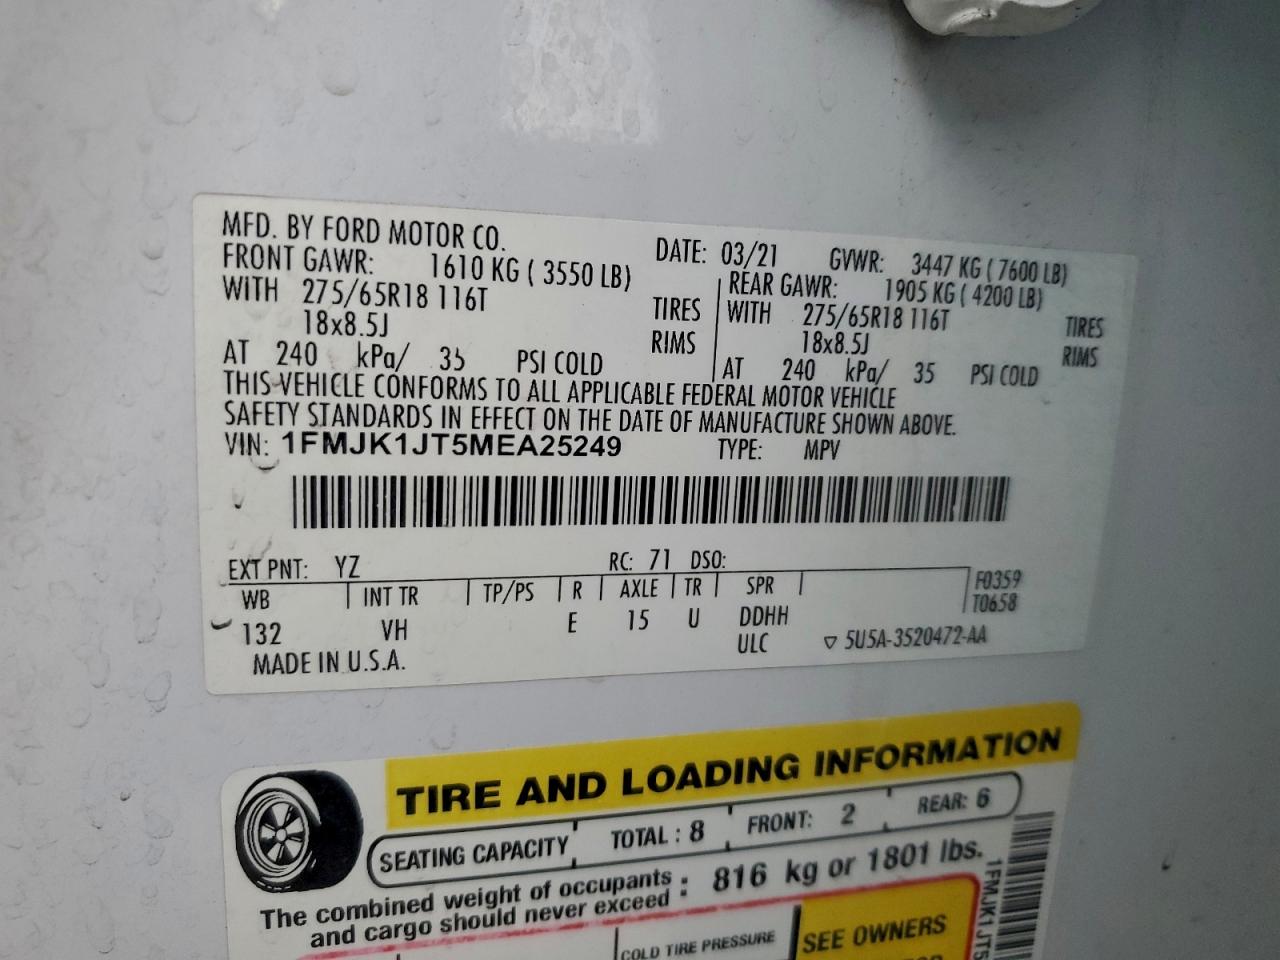 MFD. BY FORD MOTOR CO.
DATE: 03/21 GVWR: 3447 KG ( 7600 LB)
FRONT GAWR: 1610 KG ( 3550 LB) REAR GAWR: 1905 KG ( 4200 LB)
WITH 275/65R18 116T TIRES WITH 275/65R18 116T TIRES
18x8.5J RIMS 18x8.5J RIMS
AT 240 kPa/ 35 PSI COLD AT 240 kPa/ 35 PSI COLD
THIS VEHICLE CONFORMS TO ALL APPLICABLE FEDERAL MOTOR VEHICLE
SAFETY STANDARDS IN EFFECT ON THE DATE OF MANUFACTURE SHOWN ABOVE.
VIN: 1FMJK1JT5MEA25249 TYPE: MPV
EXT PNT: YZ RC: 71 DSO:
WB INT TR TP/PS R AXLE TR SPR F0359
T0658
132 VH E 15 U DDHH
ULC ▽ 5U5A-3520472-AA
MADE IN U.S.A.
TIRE AND LOADING INFORMATION
SEATING CAPACITY TOTAL : 8 FRONT: 2 REAR: 6
The combined weight of occupants : 816 kg or 1801 lbs.
and cargo should never exceed
COLD TIRE PRESSURE SEE OWNERS
1FMJK1JT5